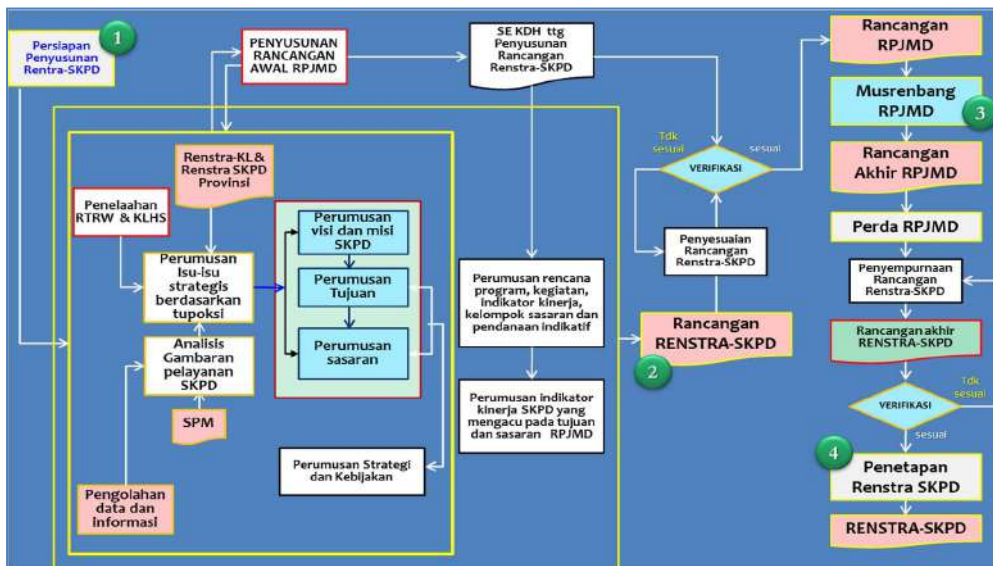 1
Persiapan
Penyusunan
Rentra-SKPD
PENYUSUNAN
RANCANGAN
AWAL RPJMD
SE KDH ttg
Penyusunan
Rancangan
Renstra-SKPD
Renstra-KL &
Renstra SKPD
Provinsi
Penelaahan
RTRW & KLHS
Perumusan
Isu-isu
strategis
berdasarkan
tupoksi
Analisis
Gambaran
pelayanan
SKPD
SPM
Pengolahan
data dan
informasi
Perumusan
visi dan misi
SKPD
Perumusan
Tujuan
Perumusan
sasaran
Perumusan Strategi
dan Kebijakan
Perumusan rencana
program, kegiatan,
indikator kinerja,
kelompok sasaran dan
pendanaan indikatif
Perumusan indikator
kinerja SKPD yang
mengacu pada tujuan
dan sasaran RPJMD
Tdk
sesuai
sesuai
VERIFIKASI
Penyesuaian
Rancangan
Renstra-SKPD
Rancangan
RENSTRA-SKPD
2
Rancangan
RPJMD
Musrenbang
RPJMD
3
Rancangan
Akhir RPJMD
Perda RPJMD
Penyempurnaan
Rancangan
Renstra-SKPD
Rancangan akhir
RENSTRA-SKPD
Tdk
sesuai
VERIFIKASI
sesuai
4
Penetapan
Renstra SKPD
RENSTRA-SKPD